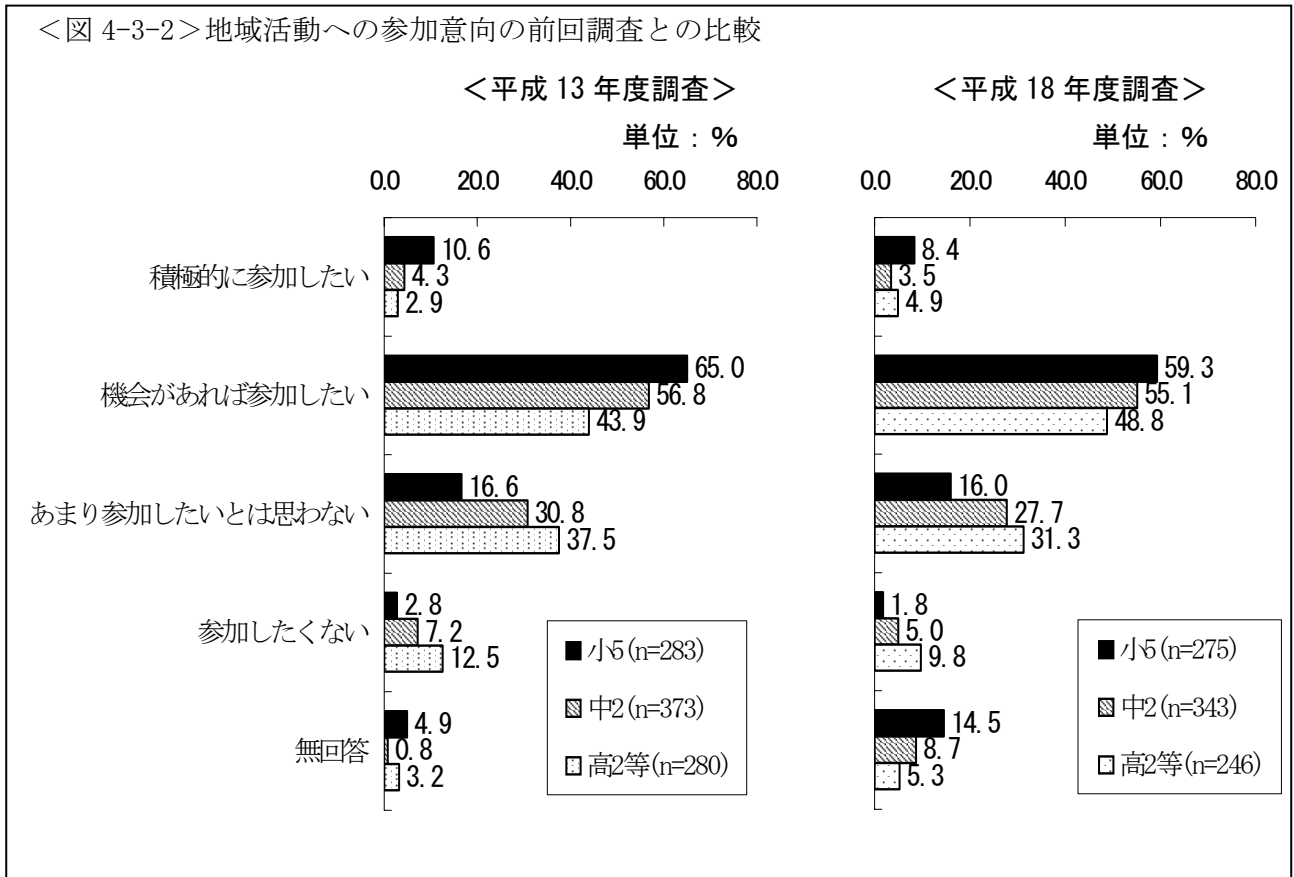 ＜図 4-3-2＞地域活動への参加意向の前回調査との比較
＜平成 13 年度調査＞
単位：％
0.0 20.0 40.0 60.0 80.0
積極的に参加したい
10.6
4.3
2.9
機会があれば参加したい
65.0
56.8
43.9
あまり参加したいとは思わない
16.6
30.8
37.5
参加したくない
2.8
7.2
12.5
無回答
4.9
0.8
3.2
小5(n=283)
中2(n=373)
高2等(n=280)
＜平成 18 年度調査＞
単位：％
0.0 20.0 40.0 60.0 80.0
8.4
3.5
4.9
59.3
55.1
48.8
16.0
27.7
31.3
1.8
5.0
9.8
14.5
8.7
5.3
小5(n=275)
中2(n=343)
高2等(n=246)